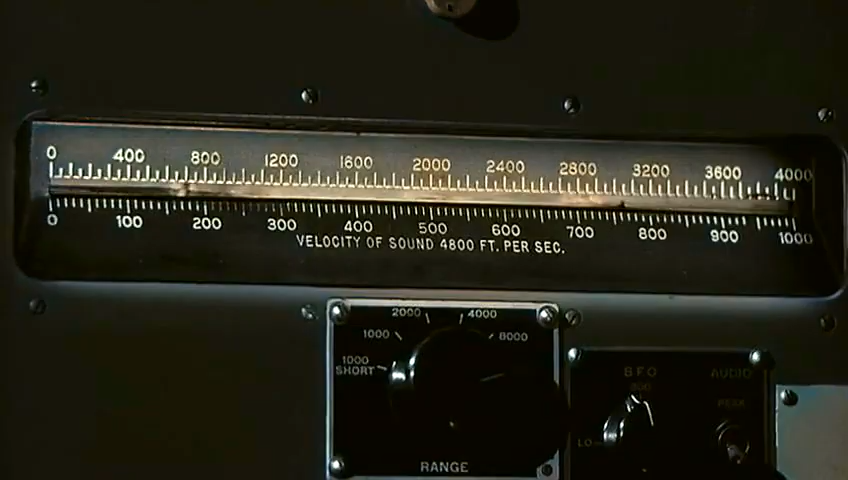 0 400 800 1200 1600 2000 2400 2800 3200 3600 4000
0 100 200 300 400 500 600 700 800 900 1000
VELOCITY OF SOUND 4800 FT. PER SEC.
2000 4000
1000 8000
1000
SHORT
RANGE
B.F.O AUDIO
800
PEAK
LO